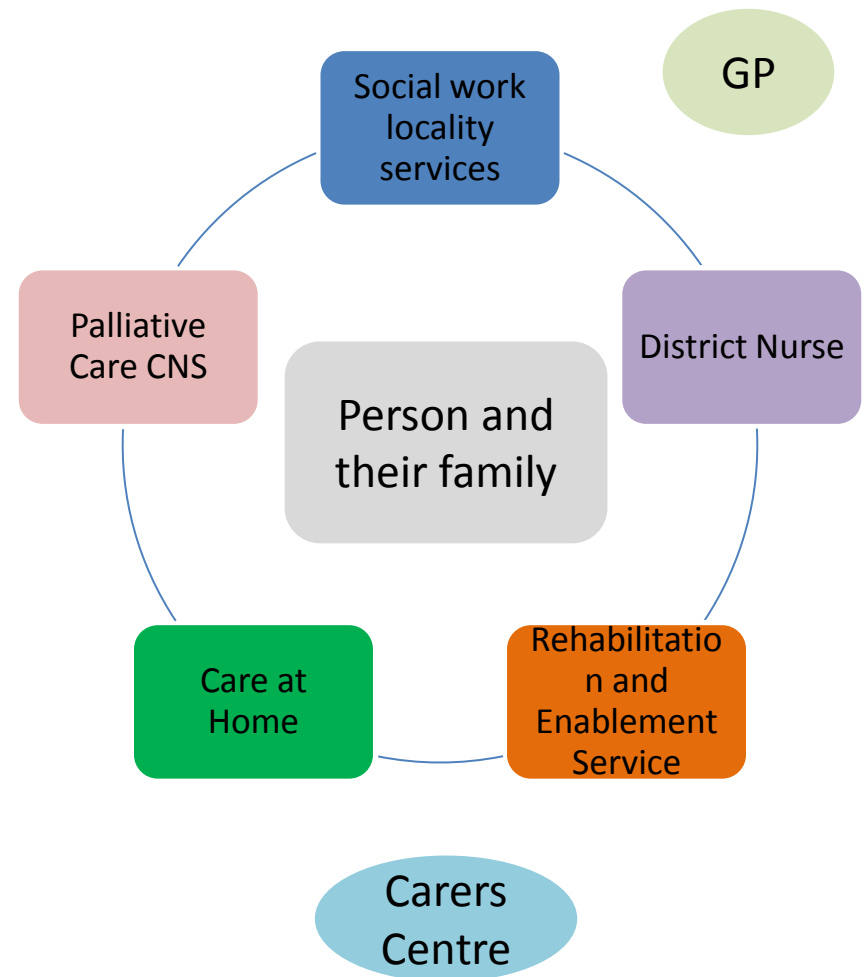 GP
Social work
locality
services
Palliative
Care CNS
District Nurse
Person and
their family
Care at
Home
Rehabilitatio
n and
Enablement
Service
Carers
Centre